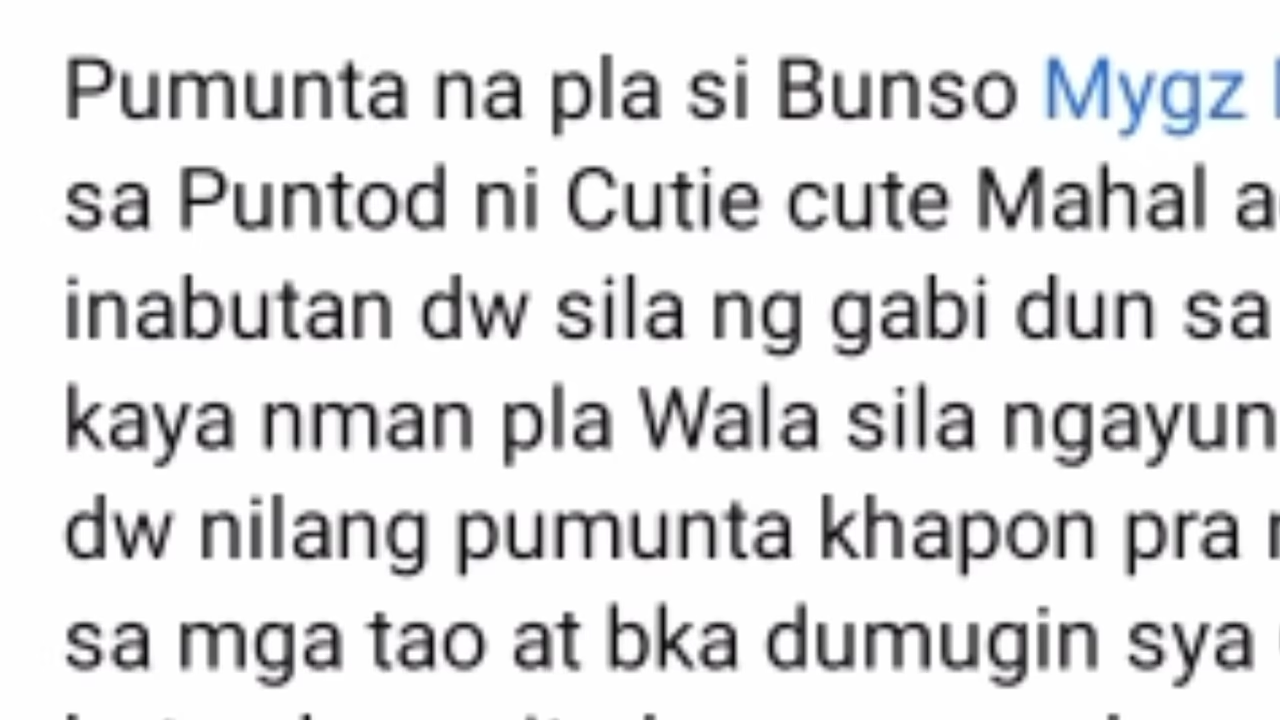 Pumunta na pla si Bunso Mygz
sa Puntod ni Cutie cute Mahal
inabutan dw sila ng gabi dun sa
kaya nman pla Wala sila ngayun
dw nilang pumunta khapon pra
sa mga tao at bka dumugin sya